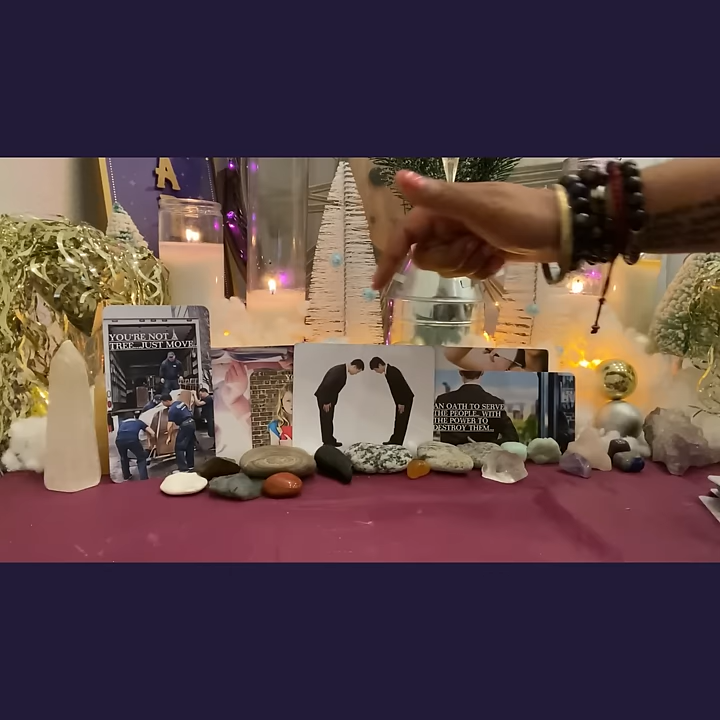 A
YOU'RE NOT A
TREE...JUST MOVE
AN OATH TO SERVE
THE PEOPLE, WITH
THE POWER TO
DESTROY THEM...